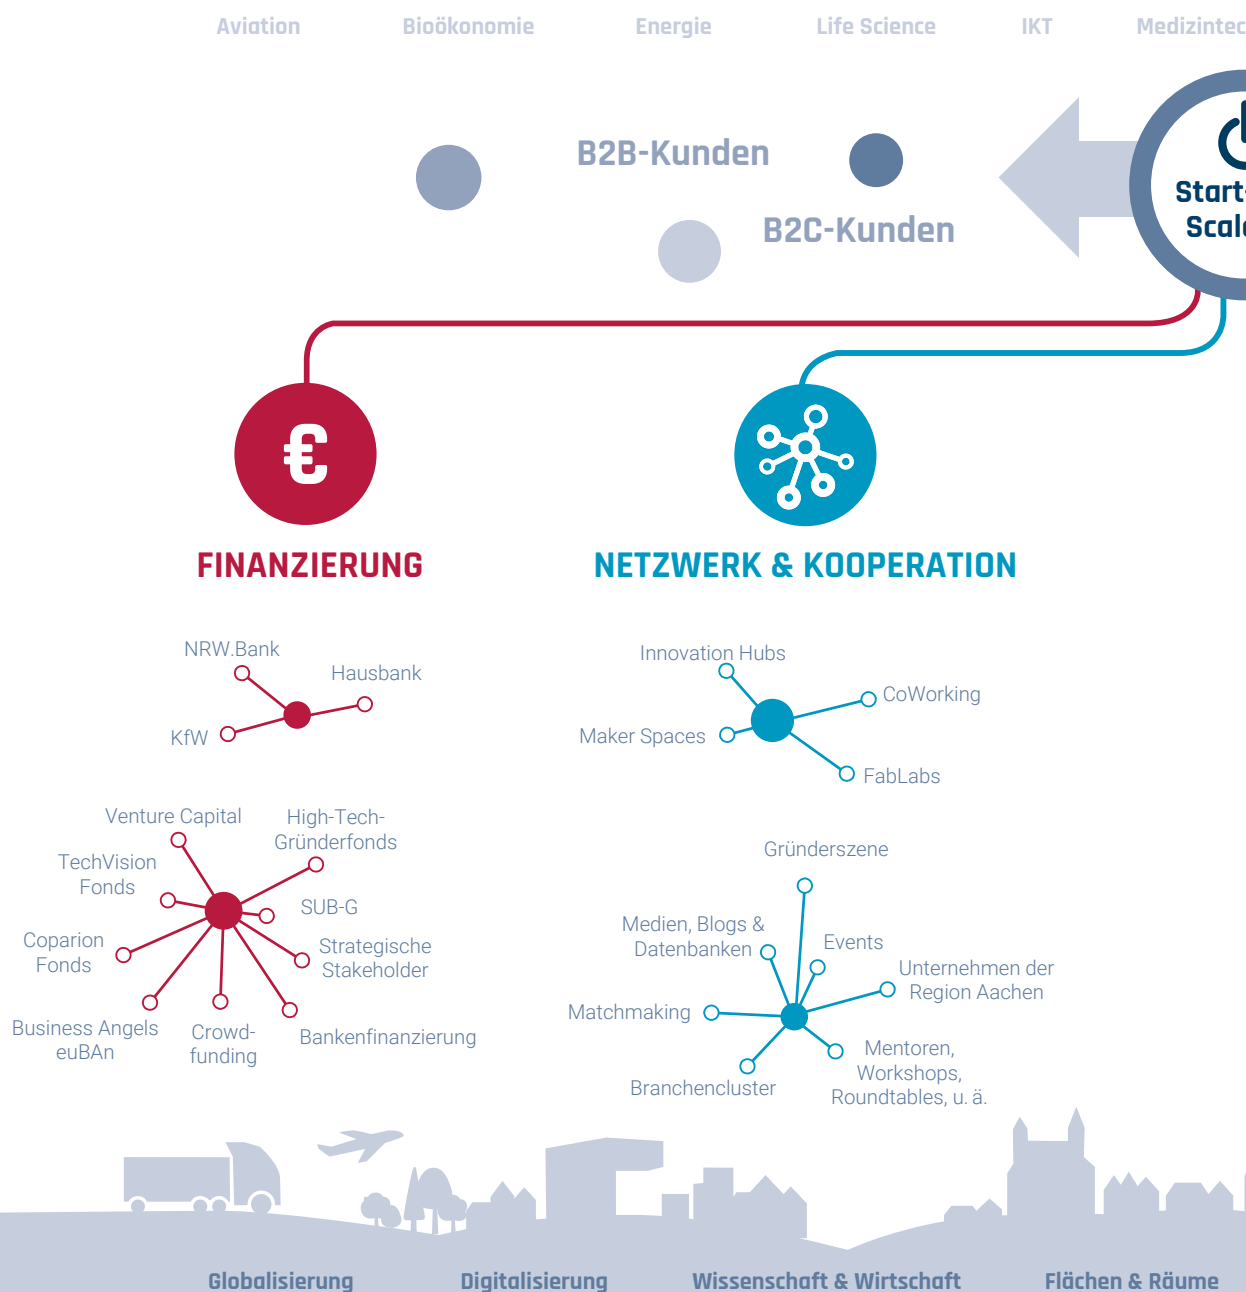 Aviation
Bioökonomie
Energie
Life Science
IKT
Medizintec
B2B-Kunden
B2C-Kunden
Start-
Scale
€
FINANZIERUNG
NRW.Bank
Hausbank
KfW
Venture Capital
High-Tech-
Gründerfonds
TechVision
Fonds
SUB-G
Coparion
Fonds
Strategische
Stakeholder
Business Angels
euBAn
Crowd-
funding
Bankenfinanzierung
NETZWERK & KOOPERATION
Innovation Hubs
CoWorking
Maker Spaces
FabLabs
Gründerszene
Medien, Blogs &
Datenbanken
Events
Unternehmen der
Region Aachen
Matchmaking
Mentoren,
Workshops,
Roundtables, u. ä.
Branchencluster
Globalisierung
Digitalisierung
Wissenschaft & Wirtschaft
Flächen & Räume